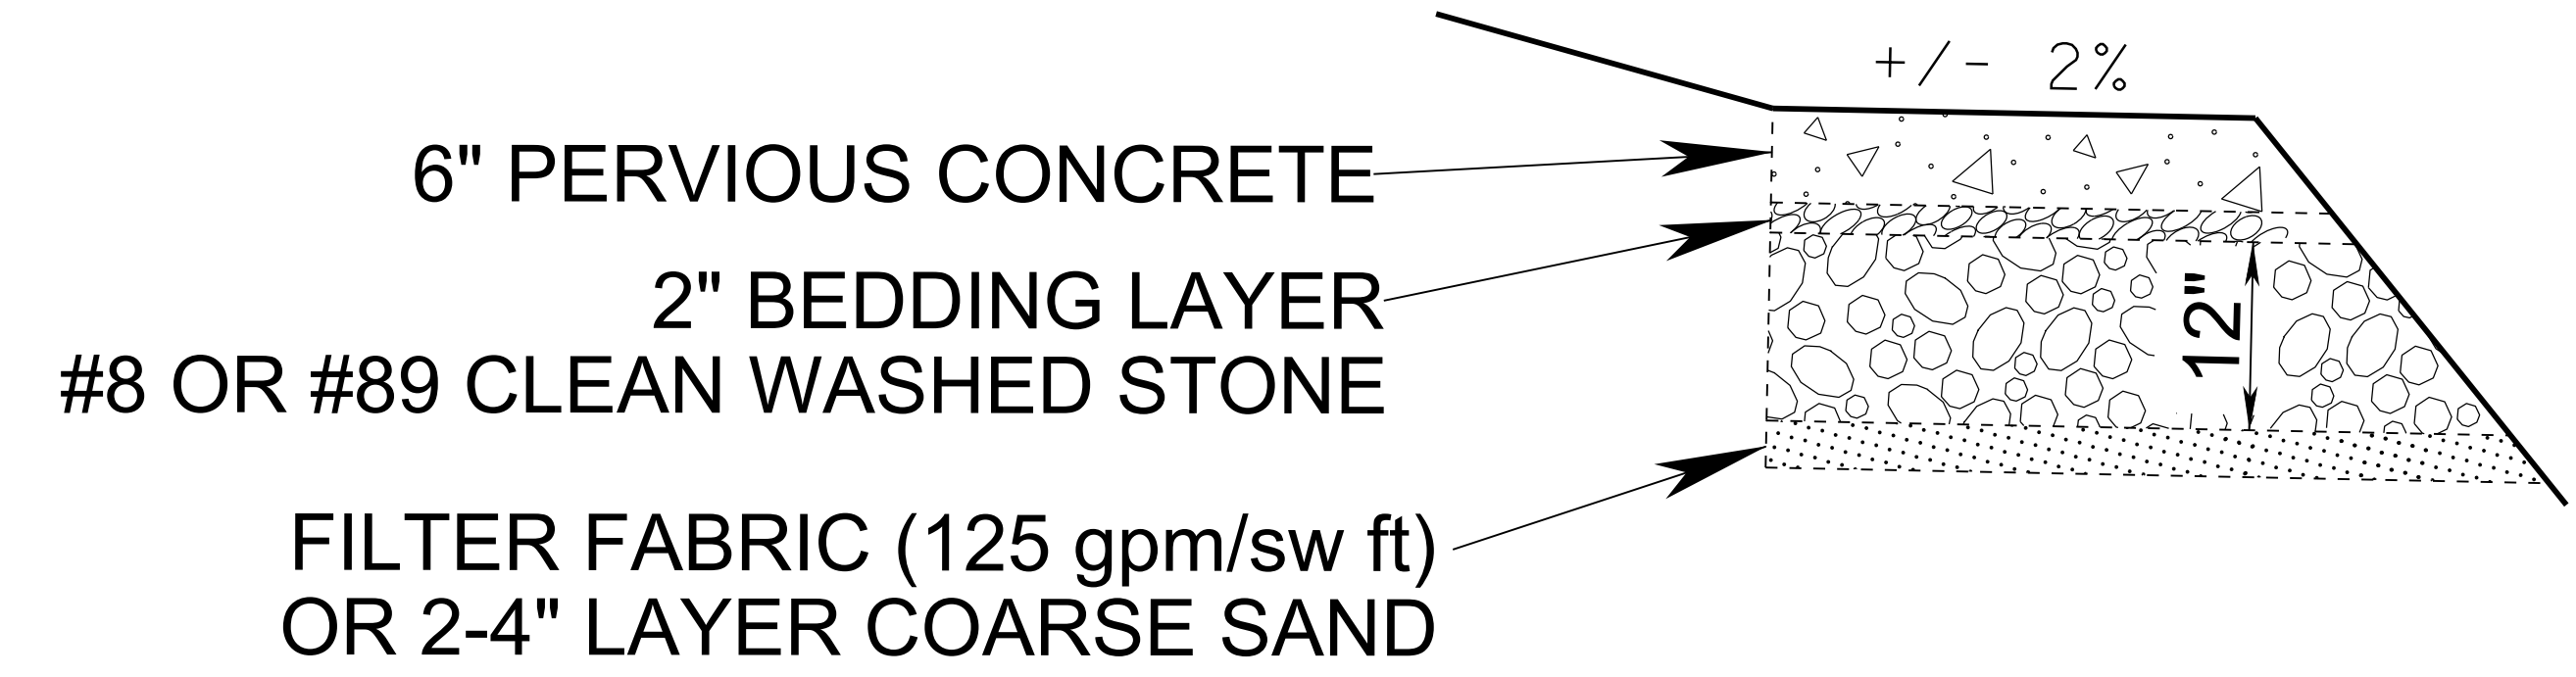 +/- 2%
6" PERVIOUS CONCRETE
2" BEDDING LAYER
#8 OR #89 CLEAN WASHED STONE
12"
FILTER FABRIC (125 gpm/sw ft)
OR 2-4" LAYER COARSE SAND